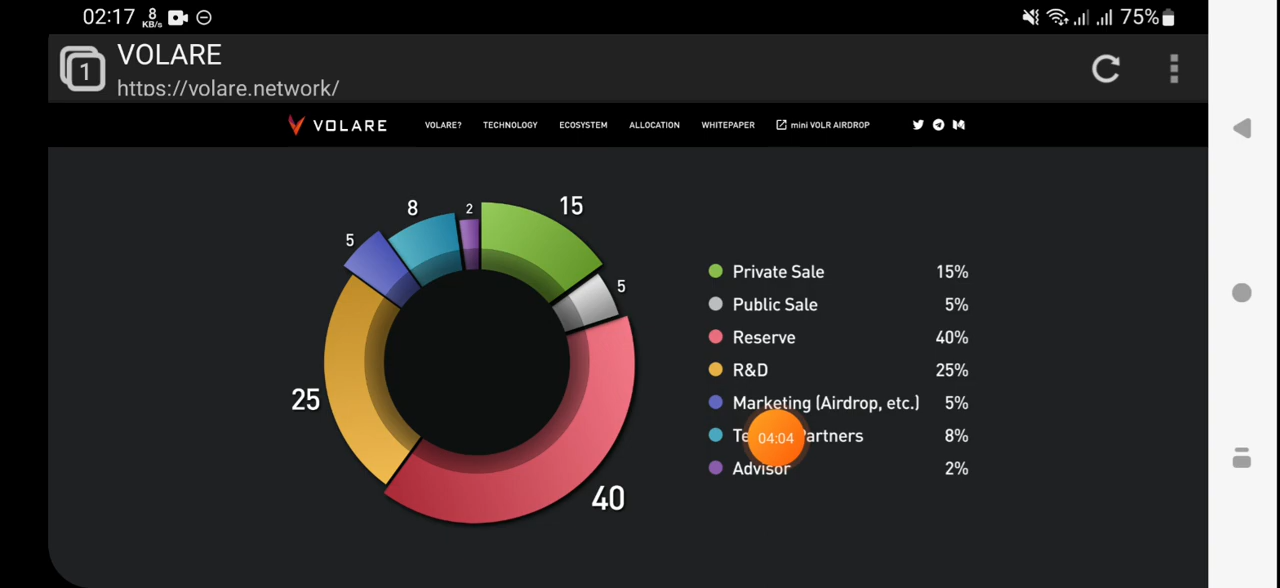 02:17 8 KB/s 75%
1
VOLARE
https://volare.network/
VOLARE VOLARE? TECHNOLOGY ECOSYSTEM ALLOCATION WHITEPAPER mini VOLR AIRDROP
15
5
40
25
5
8
2
Private Sale 15%
Public Sale 5%
Reserve 40%
R&D 25%
Marketing (Airdrop, etc.) 5%
Partners 8%
04:04
Advisor 2%